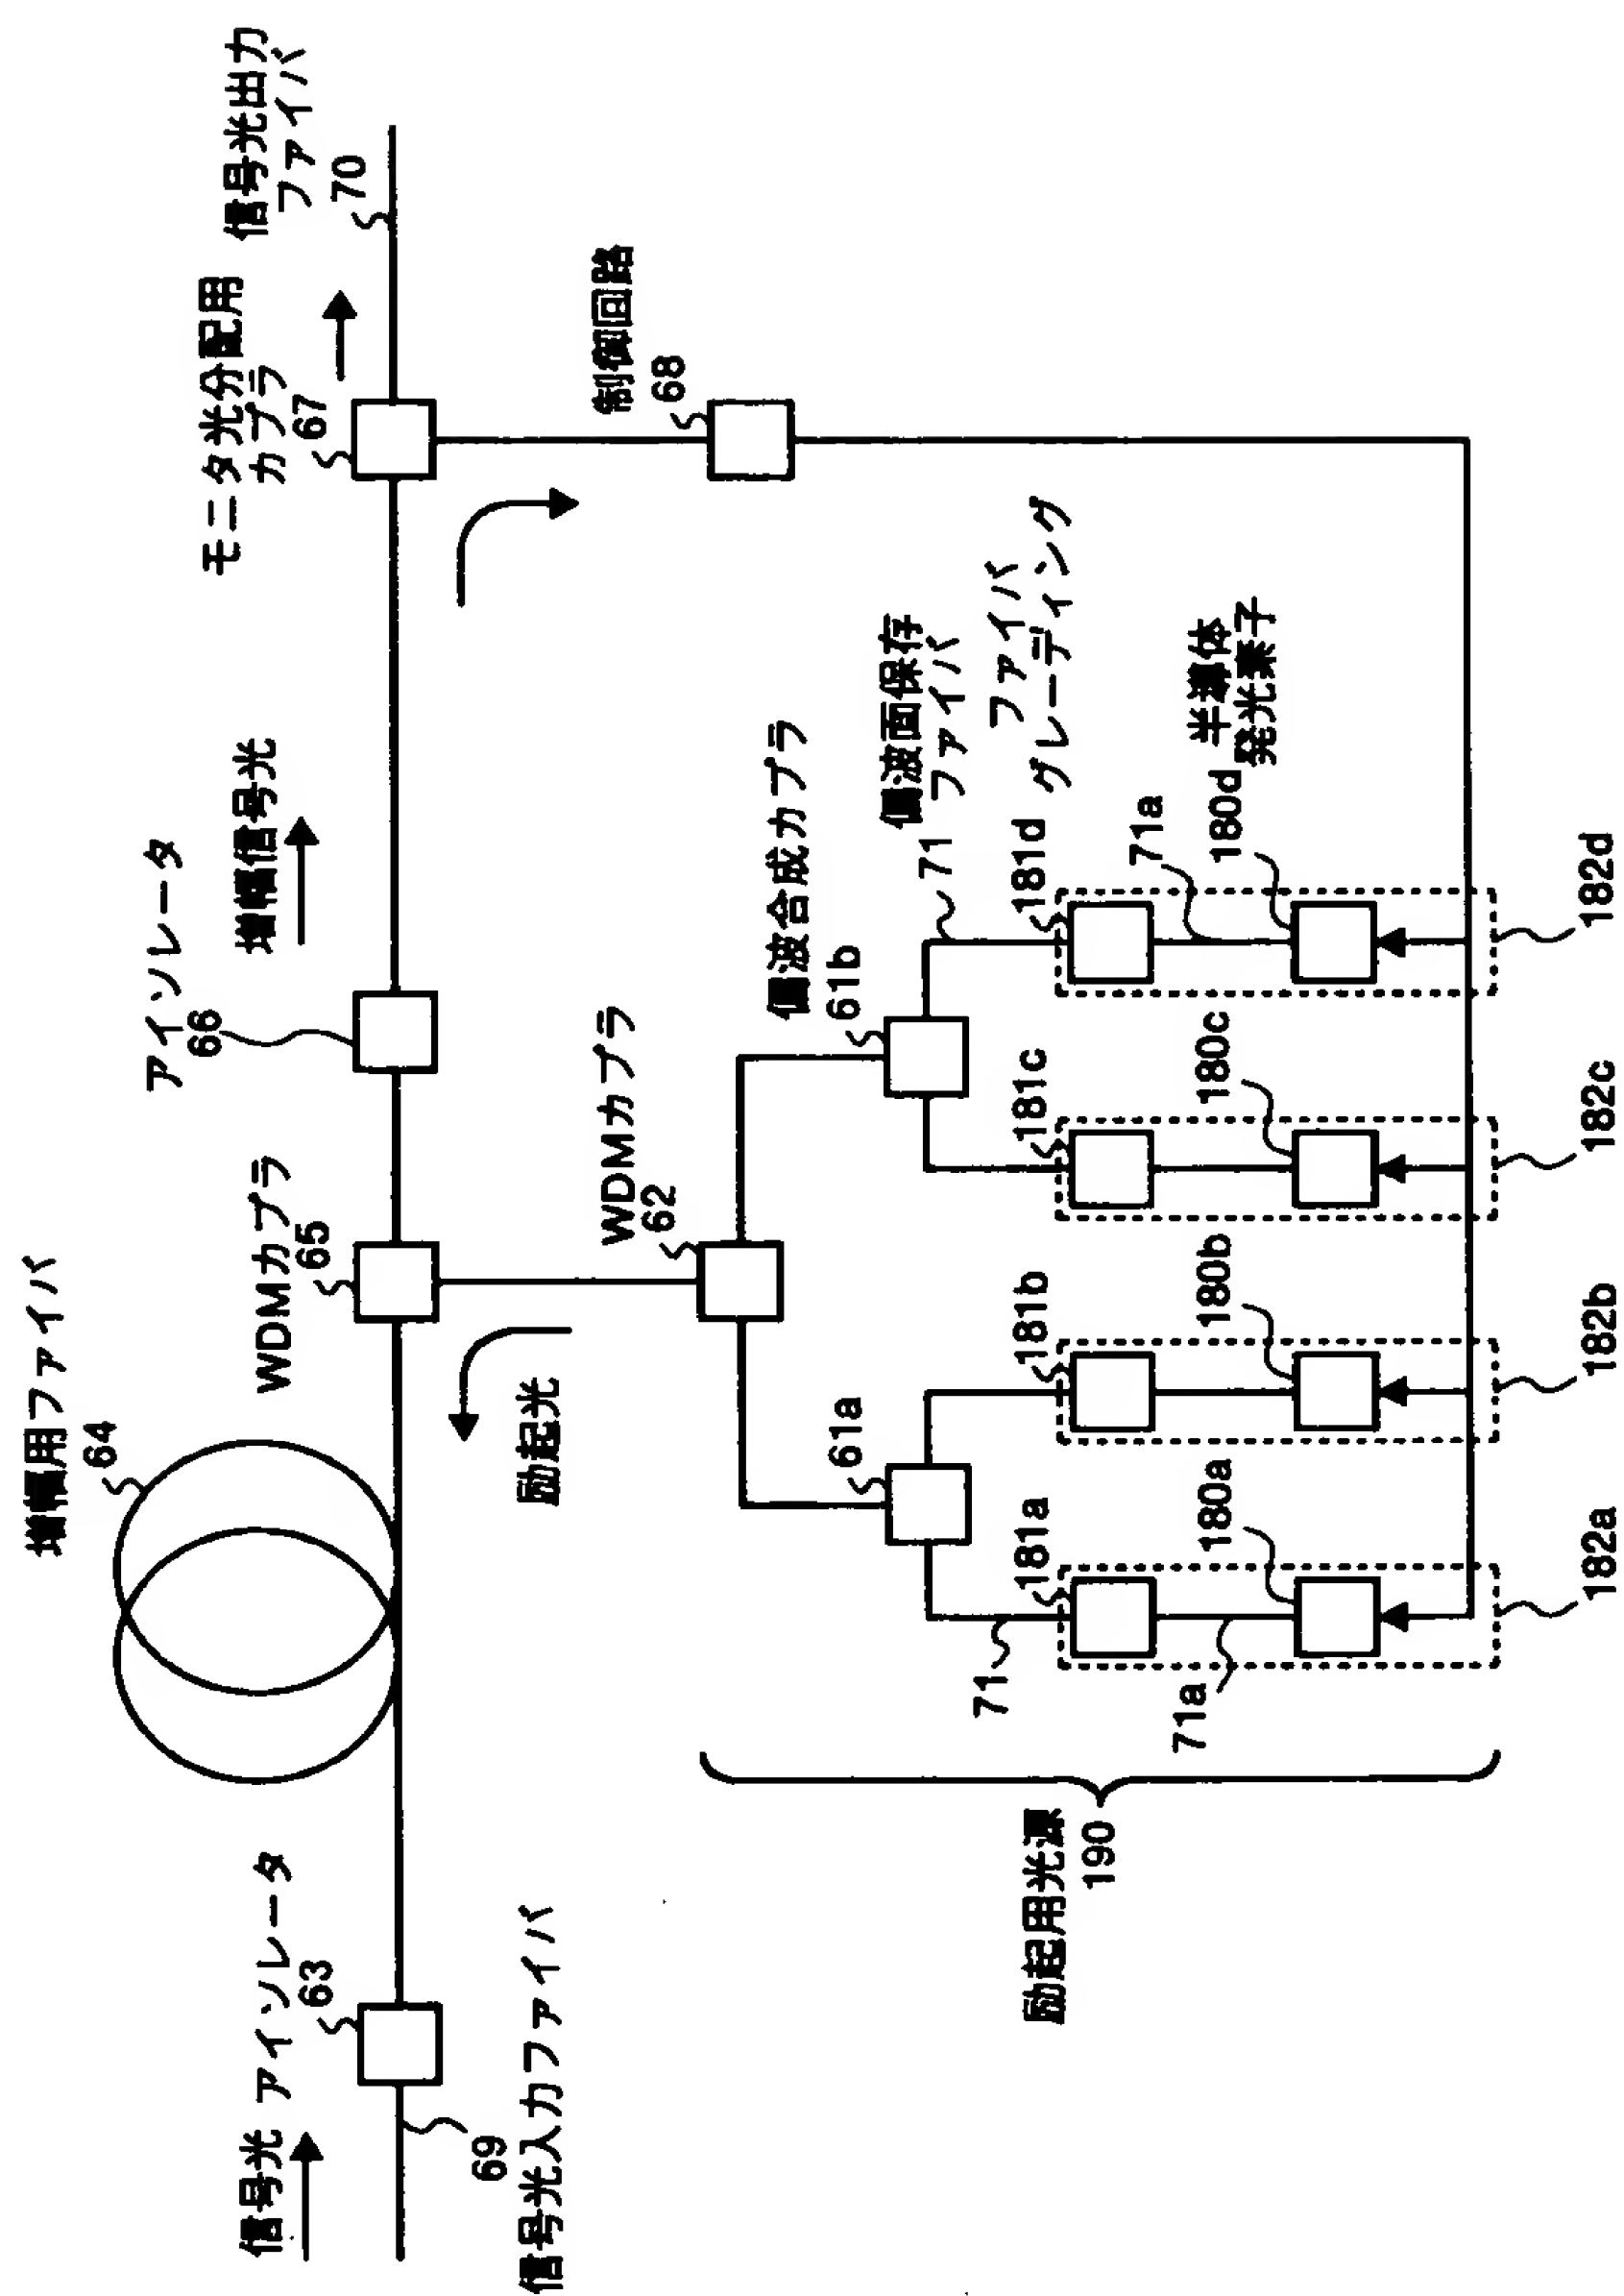 増幅用ファイバ
64
アイソレータ
66
モニタ光分配用
カプラ
67
信号光出力
ファイバ
70
信号光
アイソレータ
63
WDMカプラ
65
増幅信号光
69
信号光入力ファイバ
励起光
WDMカプラ
62
制御回路
68
偏波合成カプラ
61b
61a
偏波面保存
ファイバ
71
71
ファイバ
グレーディング
181a
181b
181c
181d
71a
71a
半導体
発光素子
180a
180b
180c
180d
励起用光源
190
182a
182b
182c
182d